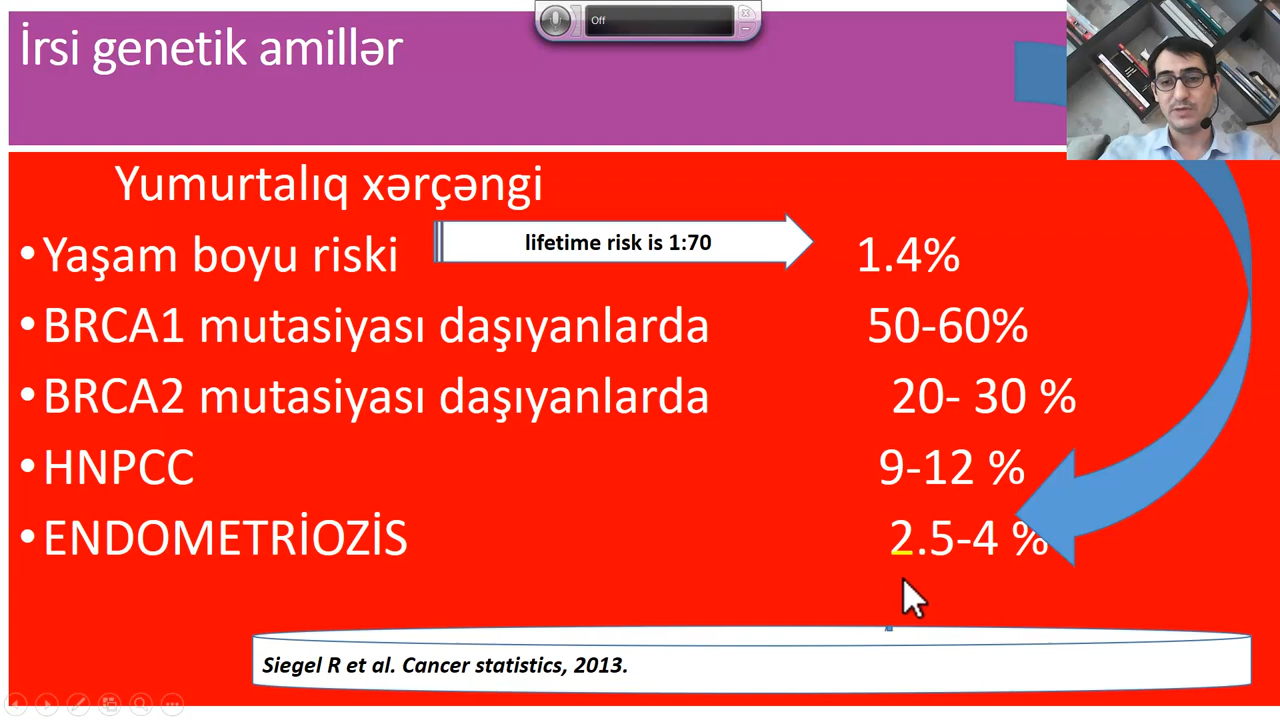 İrsi genetik amillər
Off
Yumurtalıq xərçəngi
•Yaşam boyu riski lifetime risk is 1:70 1.4%
•BRCA1 mutasiyası daşıyanlarda 50-60%
•BRCA2 mutasiyası daşıyanlarda 20- 30 %
•HNPCC 9-12 %
•ENDOMETRİOZİS 2.5-4 %
Siegel R et al. Cancer statistics, 2013.